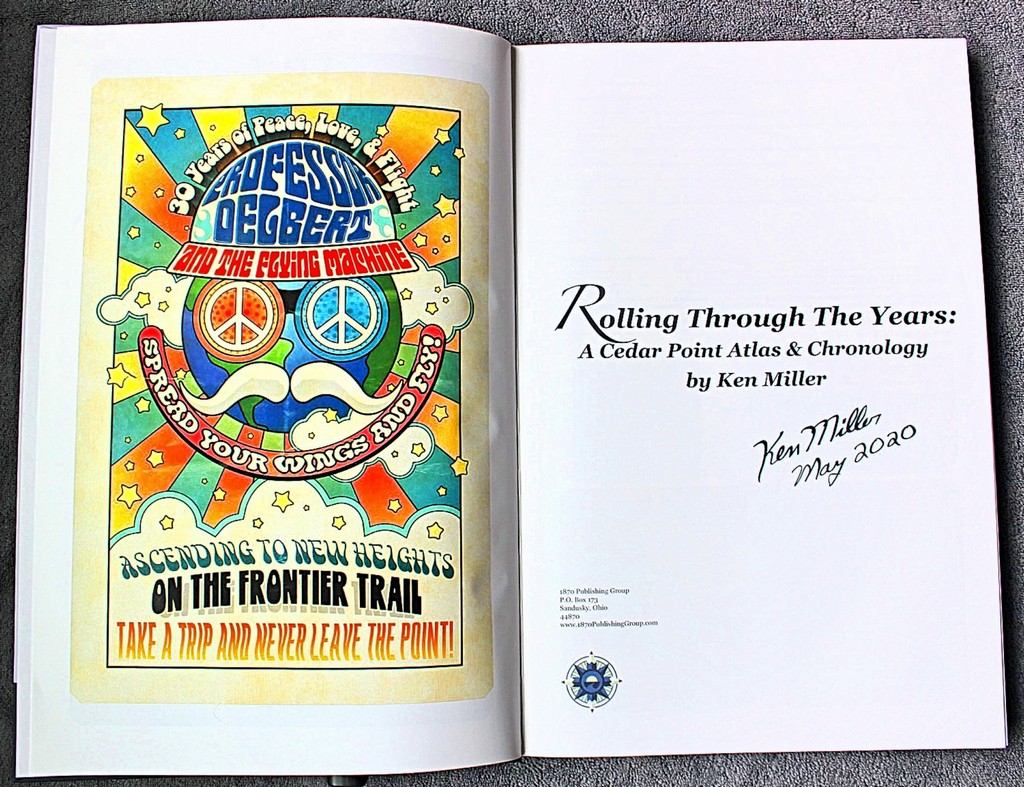 30 Years of Peace, Love, & Flight
PROFESSOR
DELBERT
AND THE FLYING MACHINE
SPREAD YOUR WINGS AND FLY!
ASCENDING TO NEW HEIGHTS
ON THE FRONTIER TRAIL
TAKE A TRIP AND NEVER LEAVE THE POINT!
Rolling Through The Years:
A Cedar Point Atlas & Chronology
by Ken Miller
Ken Miller
May 2020
1870 Publishing Group
P.O. Box 173
Sandusky, Ohio
44870
www.1870PublishingGroup.com